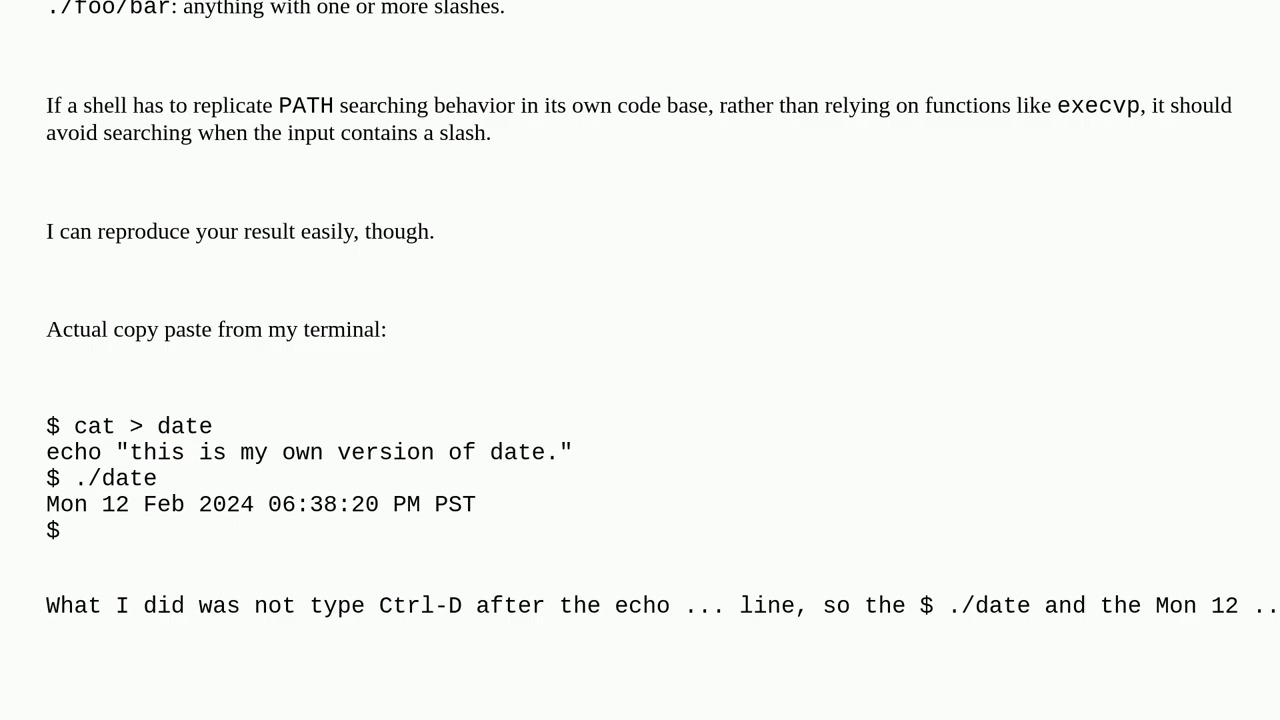 ./foo/bar: anything with one or more slashes.
If a shell has to replicate PATH searching behavior in its own code base, rather than relying on functions like execvp, it should
avoid searching when the input contains a slash.
I can reproduce your result easily, though.
Actual copy paste from my terminal:
$ cat > date
echo "this is my own version of date."
$ ./date
Mon 12 Feb 2024 06:38:20 PM PST
$
What I did was not type Ctrl-D after the echo ... line, so the $ ./date and the Mon 12 ..